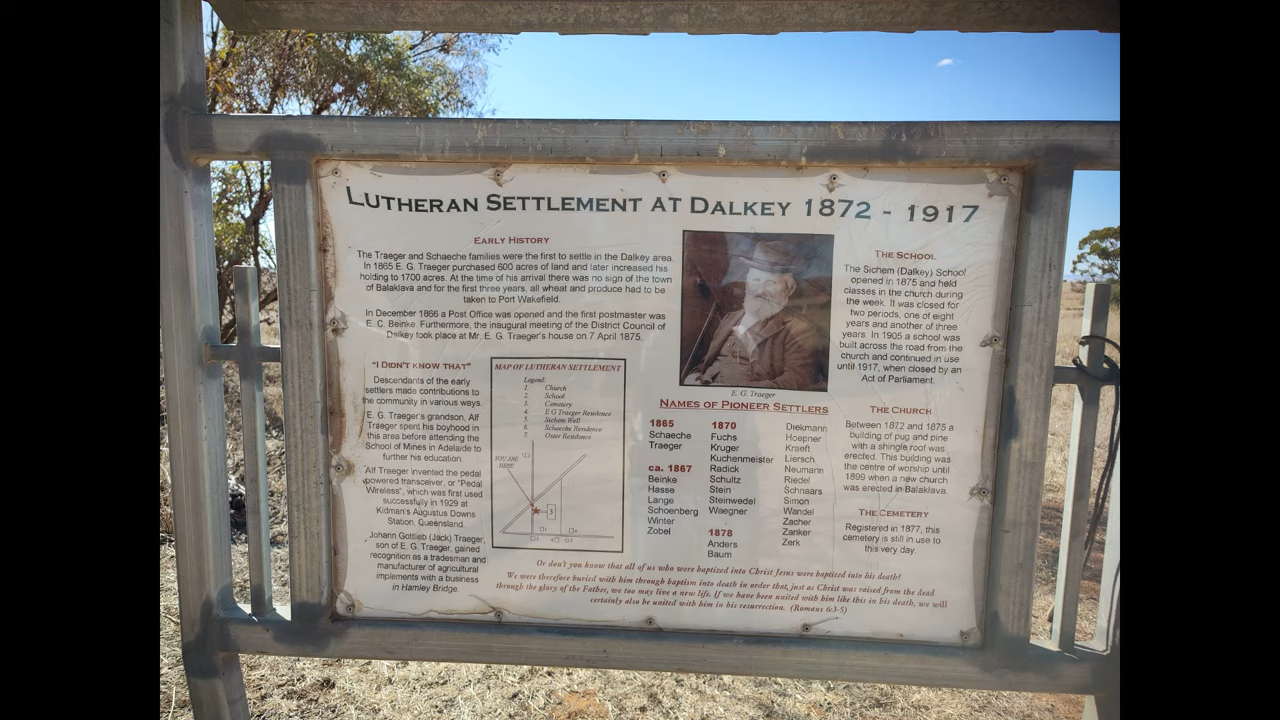 LUTHERAN SETTLEMENT AT DALKEY 1872 - 1917
EARLY HISTORY
The Traeger and Schaeche families were the first to settle in the Dalkey area.
In 1865 E. G. Traeger purchased 600 acres of land and later increased his
holding to 1700 acres. At the time of his arrival there was no sign of the town
of Balaklava and for the first three years, all wheat and produce had to be
taken to Port Wakefield.
In December 1866 a Post Office was opened and the first postmaster was
E. C. Beinke. Furthermore, the inaugural meeting of the District Council of
Dalkey took place at Mr. E. G. Traeger's house on 7 April 1875.
"I DIDN'T KNOW THAT"
Descendants of the early
settlers made contributions to
the community in various ways.
E. G. Traeger's grandson, Alf
Traeger spent his boyhood in
this area before attending the
School of Mines in Adelaide to
further his education.
Alf Traeger invented the pedal
powered transceiver, or "Pedal
Wireless", which was first used
successfully in 1929 at
Kidman's Augustus Downs
Station, Queensland.
Johann Gottlieb (Jack) Traeger,
son of E. G. Traeger, gained
recognition as a tradesman and
manufacturer of agricultural
implements with a business
in Hamley Bridge.
MAP OF LUTHERAN SETTLEMENT
Legend:
1. Church
2. School
3. Cemetery
4. E G Traeger Residence
5. Sichem Well
6. Schaeche Residence
7. Oster Residence
YOU ARE
HERE
3
E. G. Traeger
NAMES OF PIONEER SETTLERS
1865
Schaeche
Traeger
ca. 1867
Beinke
Hasse
Lange
Schoenberg
Winter
Zobel
1870
Fuchs
Kruger
Kuchenmeister
Radick
Schultz
Stein
Steinwedel
Waegner
1878
Anders
Baum
Diekmann
Hoepner
Kraeft
Liersch
Neumann
Riedel
Schnaars
Simon
Wandel
Zacher
Zanker
Zerk
THE SCHOOL
The Sichem (Dalkey) School
opened in 1875 and held
classes in the church during
the week. It was closed for
two periods, one of eight
years and another of three
years. In 1905 a school was
built across the road from the
church and continued in use
until 1917, when closed by an
Act of Parliament.
THE CHURCH
Between 1872 and 1875 a
building of pug and pine
with a shingle roof was
erected. This building was
the centre of worship until
1899 when a new church
was erected in Balaklava.
THE CEMETERY
Registered in 1877, this
cemetery is still in use to
this very day.
Or don't you know that all of us who were baptized into Christ Jesus were baptized into his death?
We were therefore buried with him through baptism into death in order that, just as Christ was raised from the dead
through the glory of the Father, we too may live a new life. If we have been united with him like this in his death, we will
certainly also be united with him in his resurrection. (Romans 6:3-5)